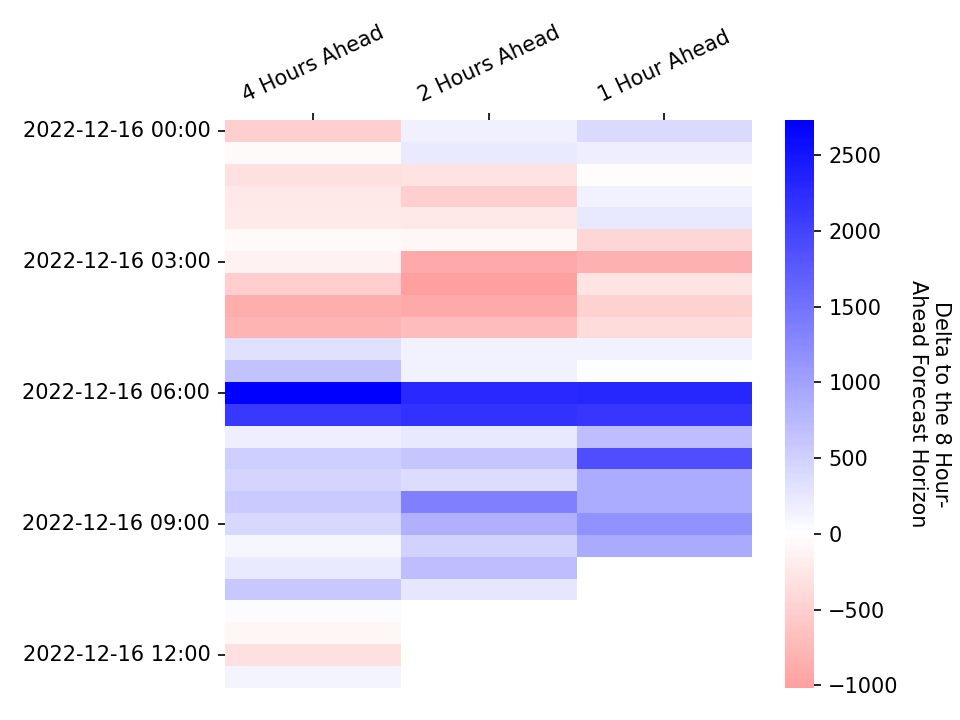 4 Hours Ahead
2 Hours Ahead
1 Hour Ahead
2022-12-16 00:00
2022-12-16 03:00
2022-12-16 06:00
2022-12-16 09:00
2022-12-16 12:00
2500
2000
1500
1000
500
0
−500
−1000
Delta to the 8 Hour-
Ahead Forecast Horizon